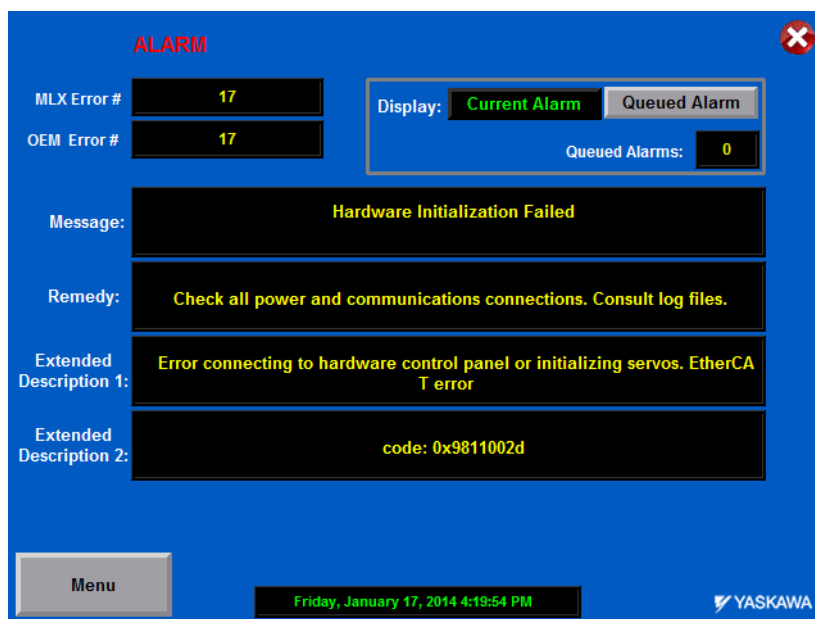 ALARM
MLX Error #
17
OEM Error #
17
Display:
Current Alarm
Queued Alarm
Queued Alarms:
0
Message:
Hardware Initialization Failed
Remedy:
Check all power and communications connections. Consult log files.
Extended
Description 1:
Error connecting to hardware control panel or initializing servos. EtherCA
T error
Extended
Description 2:
code: 0x9811002d
Menu
Friday, January 17, 2014 4:19:54 PM
YASKAWA